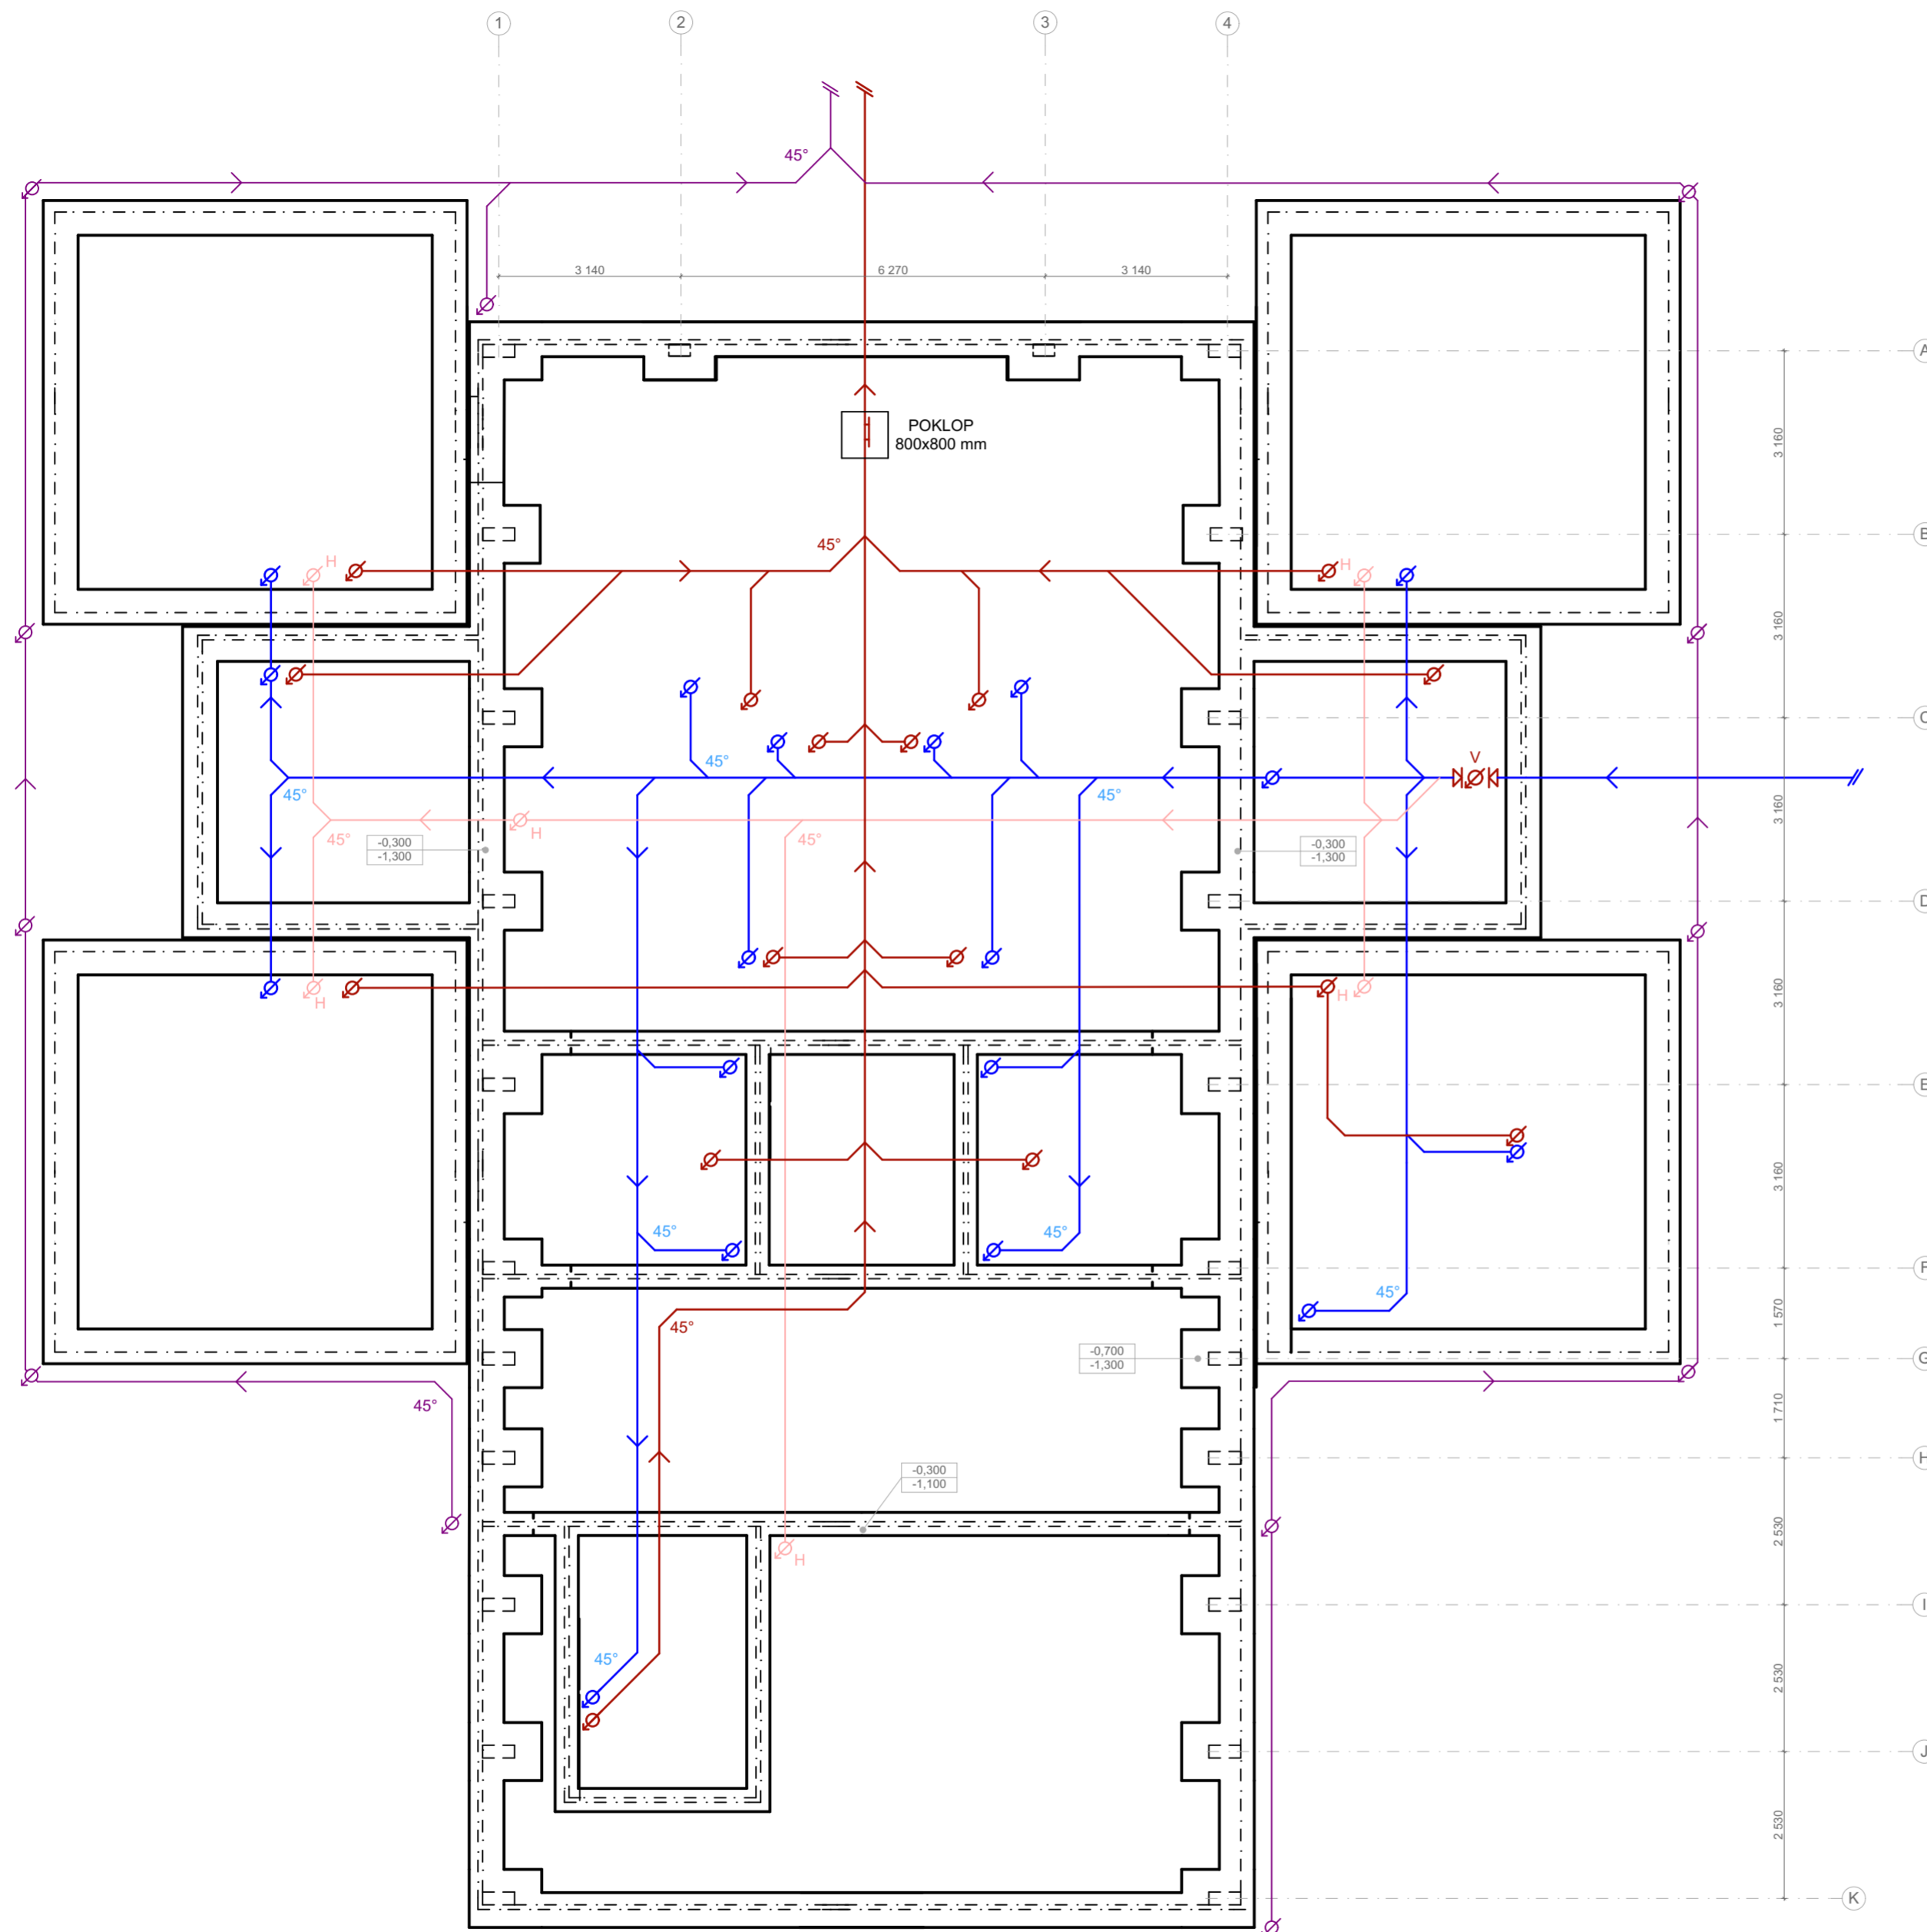 1
2
3
4
45°
3 140
6 270
3 140
A
POKLOP
800x800 mm
3 160
B
45°
H
H
3 160
C
45°
V
45°
45°
3 160
H
45°
45°
-0,300
-1,300
-0,300
-1,300
D
H
H
3 160
E
3 160
45°
45°
F
45°
1 570
45°
-0,700
-1,300
G
45°
1 710
H
-0,300
-1,100
2 530
H
I
45°
2 530
J
2 530
K